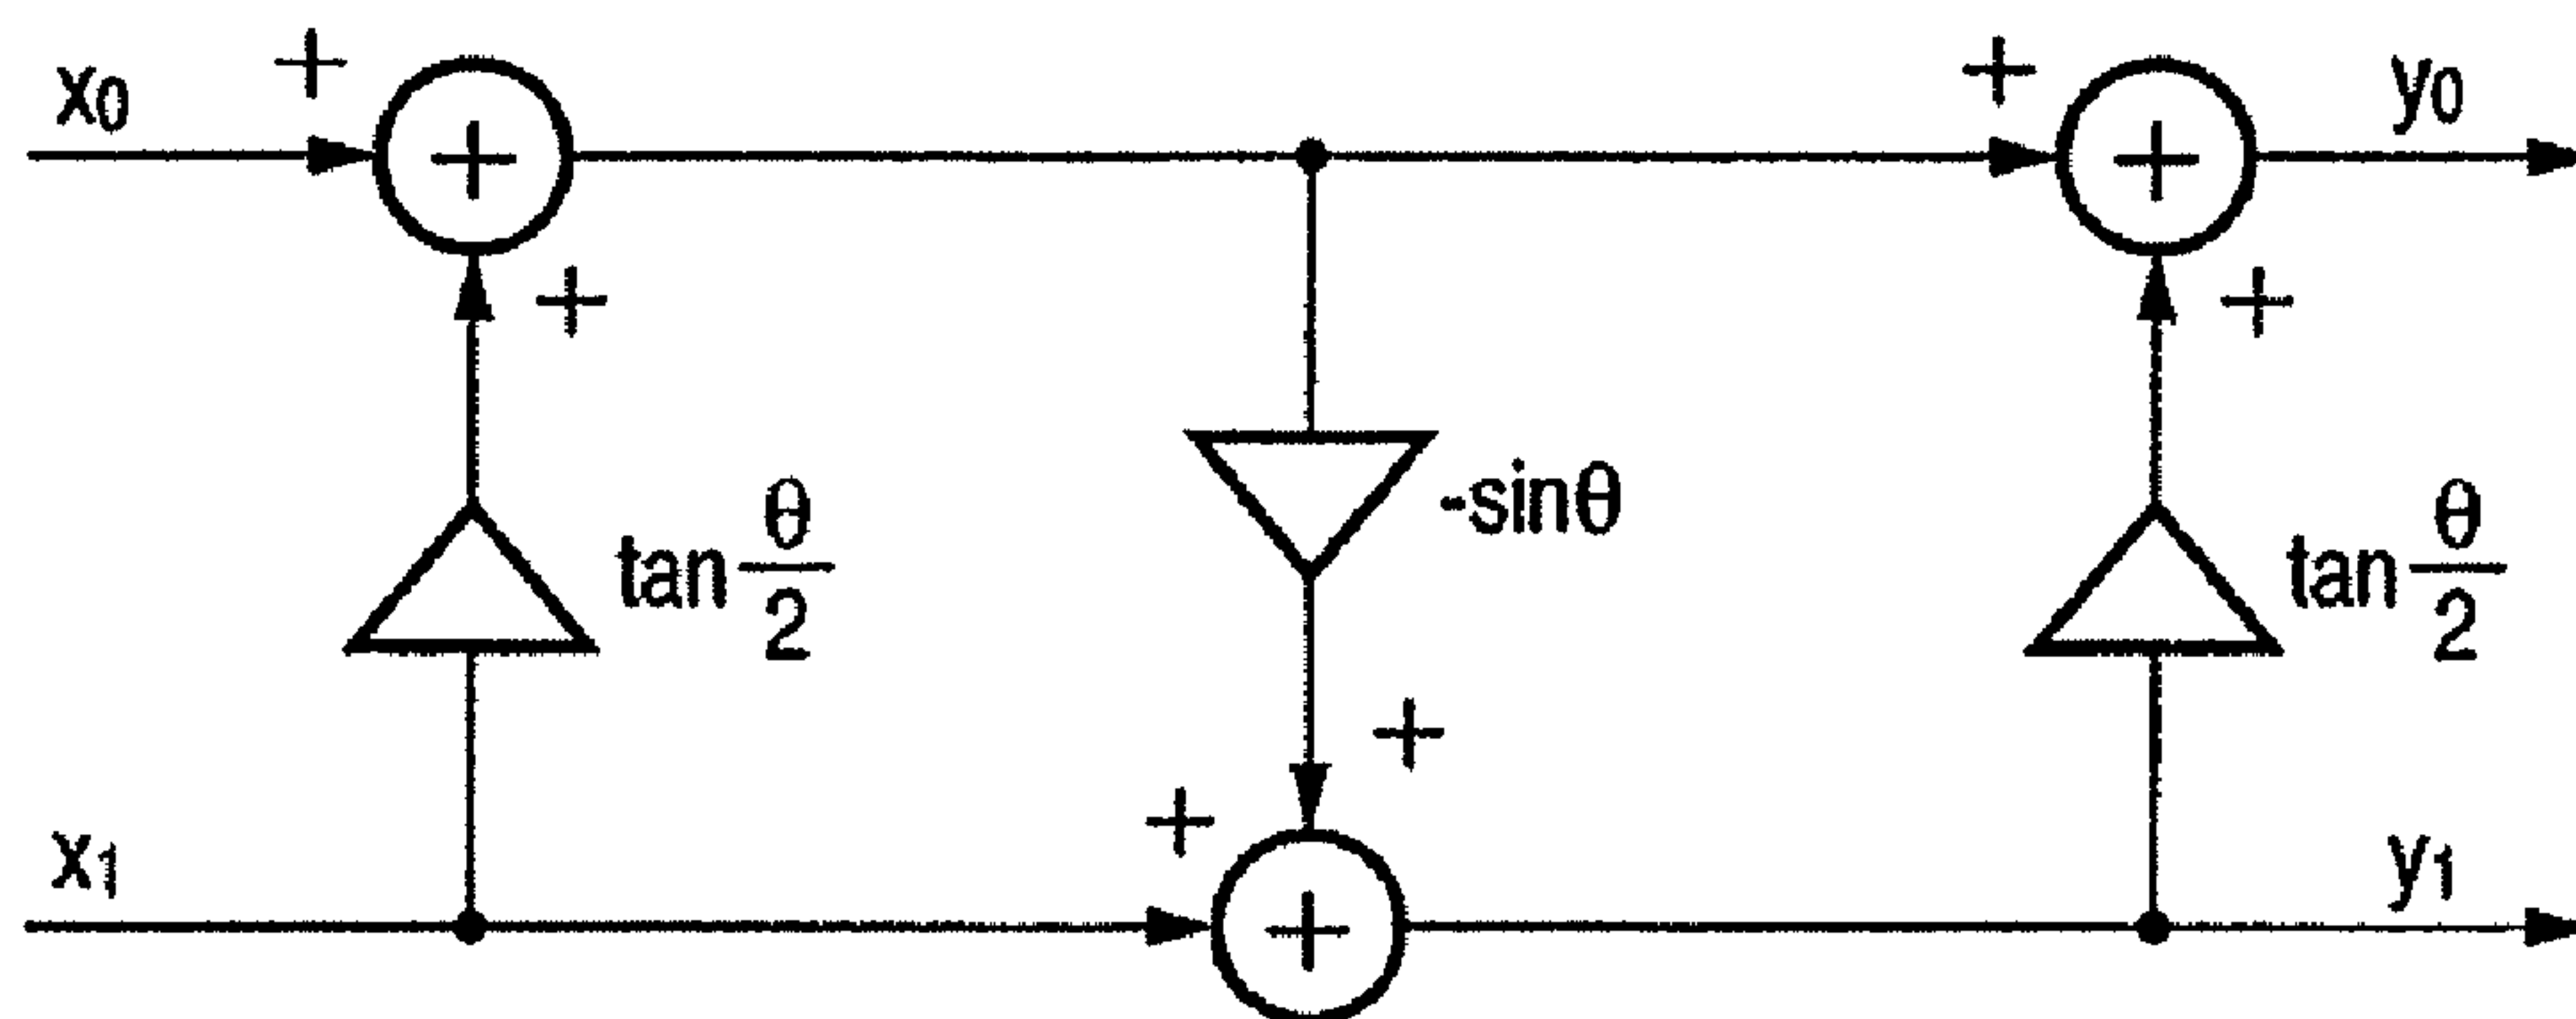 x0
+
+
+
y0
+
+
+
tan θ/2
-sinθ
tan θ/2
+
+
x1
+
y1